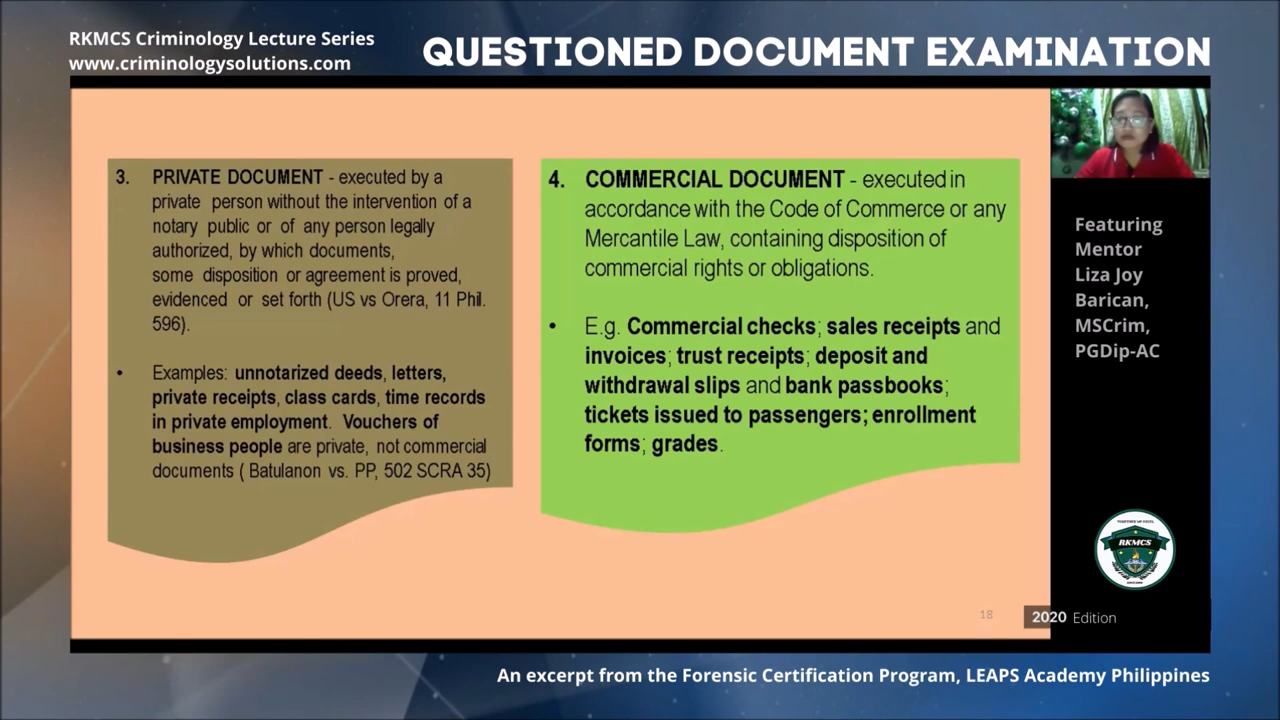 RKMCS Criminology Lecture Series
www.criminologysolutions.com
QUESTIONED DOCUMENT EXAMINATION
3. PRIVATE DOCUMENT - executed by a
private person without the intervention of a
notary public or of any person legally
authorized, by which documents,
some disposition or agreement is proved,
evidenced or set forth (US vs Orera, 11 Phil.
596).
• Examples: unnotarized deeds, letters,
private receipts, class cards, time records
in private employment. Vouchers of
business people are private, not commercial
documents ( Batulanon vs. PP, 502 SCRA 35)
4. COMMERCIAL DOCUMENT - executed in
accordance with the Code of Commerce or any
Mercantile Law, containing disposition of
commercial rights or obligations.
• E.g. Commercial checks; sales receipts and
invoices; trust receipts; deposit and
withdrawal slips and bank passbooks;
tickets issued to passengers; enrollment
forms; grades.
Featuring
Mentor
Liza Joy
Barican,
MSCrim,
PGDip-AC
RKMCS
18
2020 Edition
An excerpt from the Forensic Certification Program, LEAPS Academy Philippines